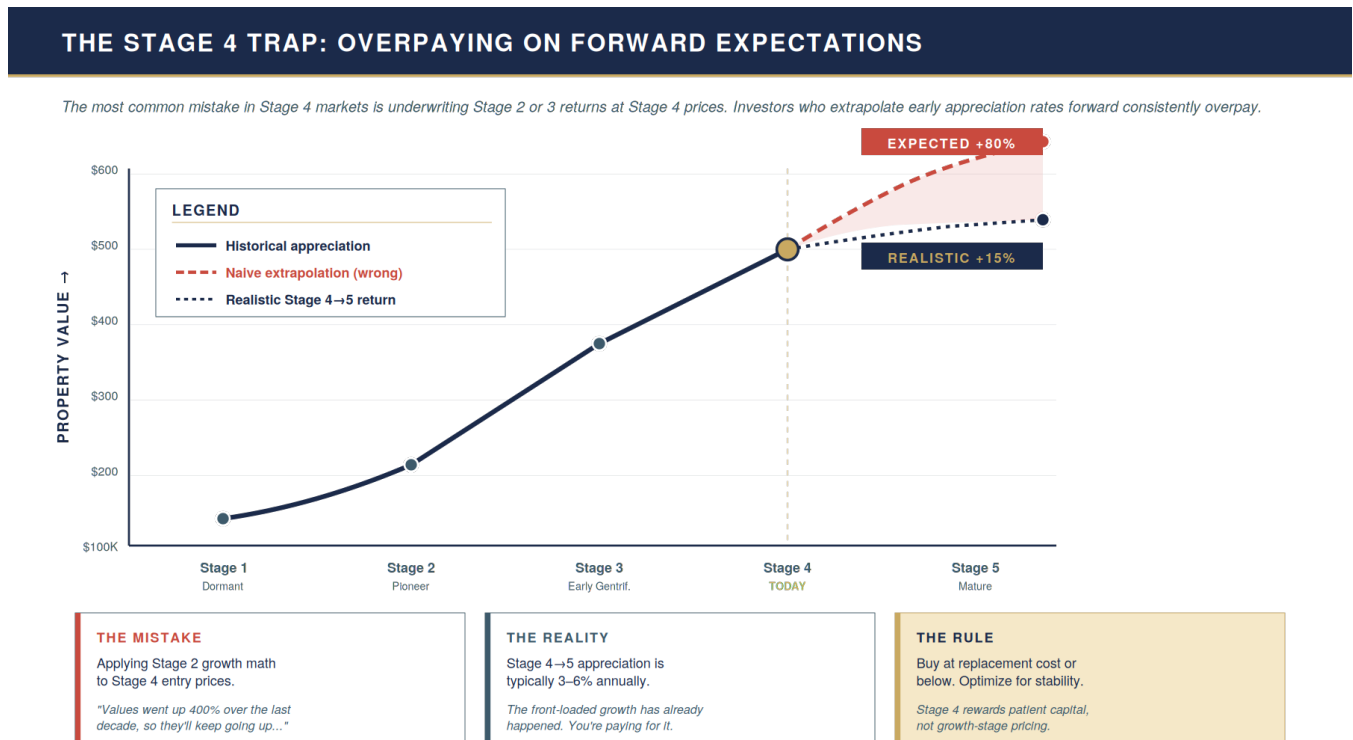 THE STAGE 4 TRAP: OVERPAYING ON FORWARD EXPECTATIONS
The most common mistake in Stage 4 markets is underwriting Stage 2 or 3 returns at Stage 4 prices. Investors who extrapolate early appreciation rates forward consistently overpay.
EXPECTED +80%
REALISTIC +15%
LEGEND
Historical appreciation
Naive extrapolation (wrong)
Realistic Stage 4→5 return
PROPERTY VALUE →
$600
$500
$400
$300
$200
$100K
Stage 1
Dormant
Stage 2
Pioneer
Stage 3
Early Gentrif.
Stage 4
TODAY
Stage 5
Mature
THE MISTAKE
Applying Stage 2 growth math
to Stage 4 entry prices.
"Values went up 400% over the last
decade, so they'll keep going up..."
THE REALITY
Stage 4→5 appreciation is
typically 3–6% annually.
The front-loaded growth has already
happened. You're paying for it.
THE RULE
Buy at replacement cost or
below. Optimize for stability.
Stage 4 rewards patient capital,
not growth-stage pricing.